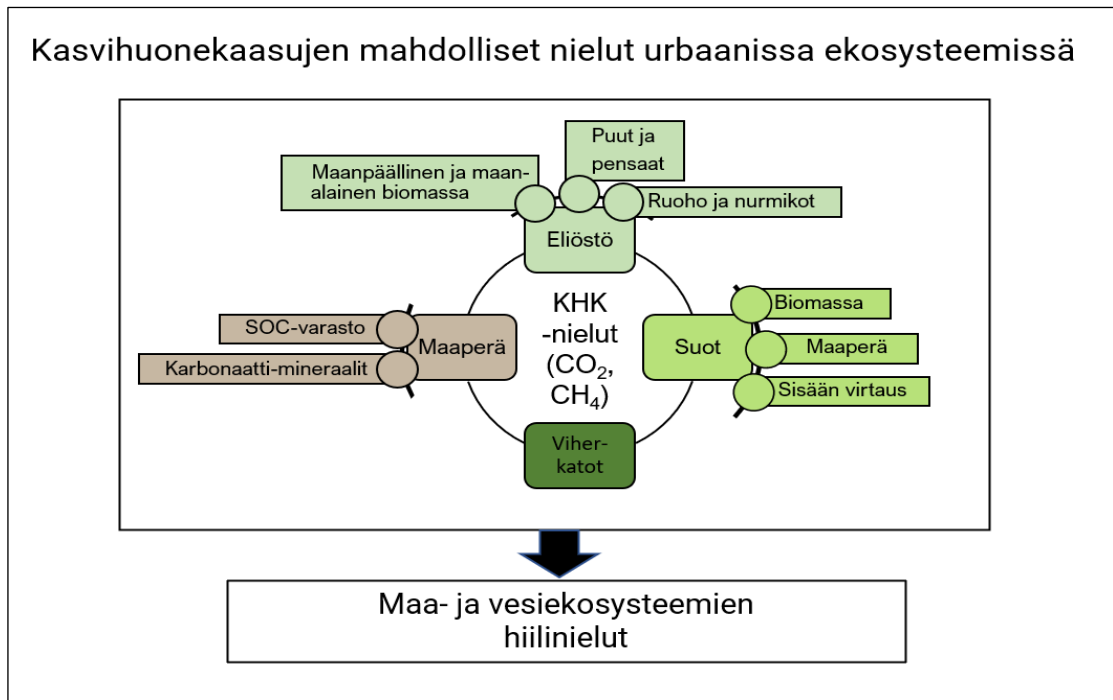 Kasvihuonekaasujen mahdolliset nielut urbaanissa ekosysteemissä
Puut ja
pensaat
Maanpäällinen ja maan-
alainen biomassa
Ruoho ja nurmikot
Eliöstö
SOC-varasto
Karbonaatti-mineraalit
Maaperä
KHK
-nielut
(CO₂,
CH₄)
Suot
Biomassa
Maaperä
Sisään virtaus
Viher-
katot
Maa- ja vesiekosysteemien
hiilinielut